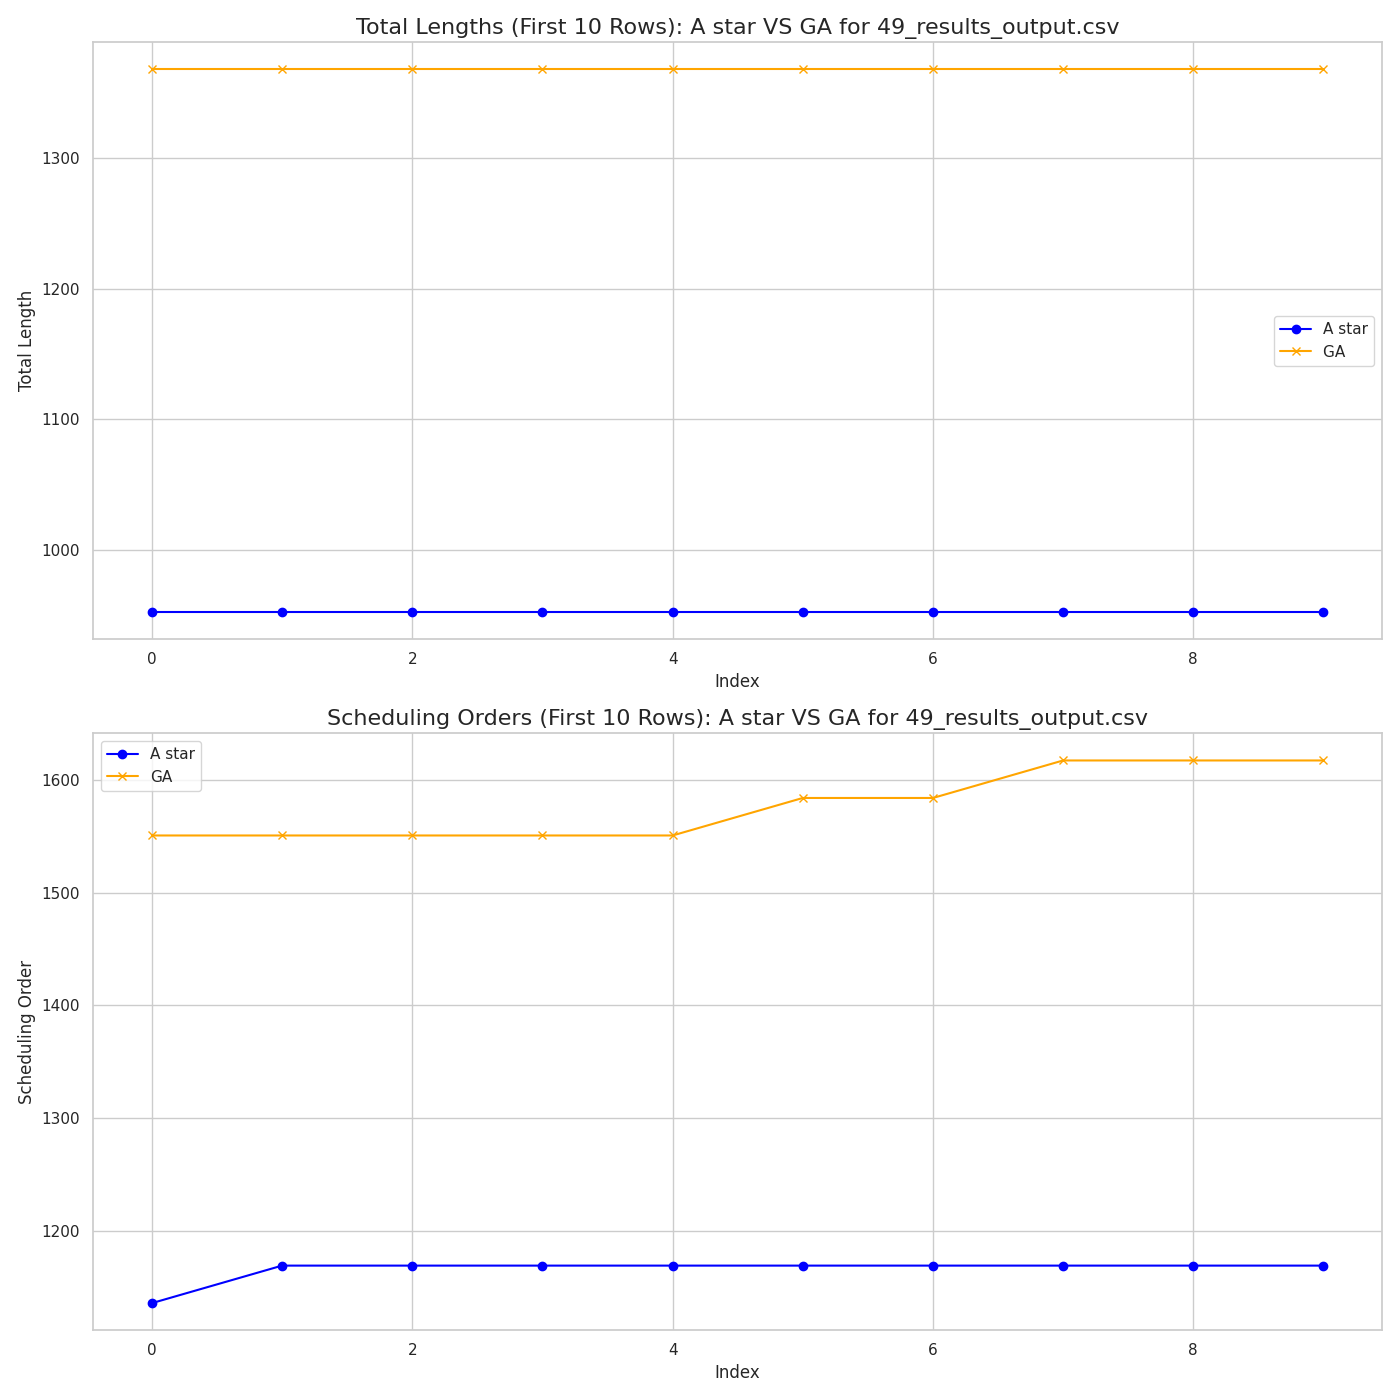 Total Lengths (First 10 Rows): A star VS GA for 49_results_output.csv
1300
1200
1100
1000
Total Length
A star
GA
0 2 4 6 8
Index
Scheduling Orders (First 10 Rows): A star VS GA for 49_results_output.csv
A star
GA
1600
1500
1400
1300
1200
Scheduling Order
0 2 4 6 8
Index